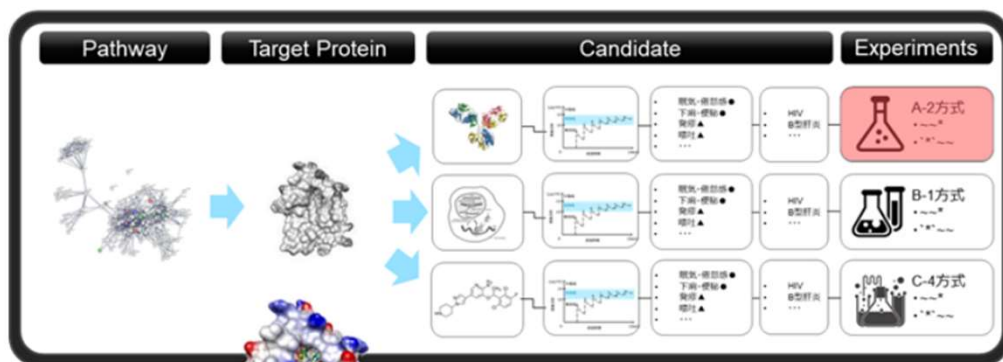 Pathway
Target Protein
Candidate
Experiments
眠気・倦怠感●
下痢・便秘●
発疹▲
嘔吐▲
・・・
HIV
B型肝炎
・・・
A-2方式
・~~*
・`*`~~
眠気・倦怠感●
下痢・便秘●
発疹▲
嘔吐▲
・・・
HIV
B型肝炎
・・・
B-1方式
・~~*
・`*`~~
眠気・倦怠感●
下痢・便秘●
発疹▲
嘔吐▲
・・・
HIV
B型肝炎
・・・
C-4方式
・~~*
・`*`~~